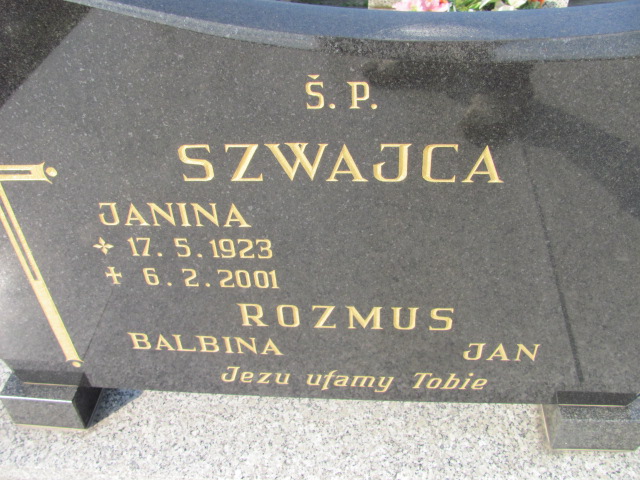 Š. P.
SZWAJCA
JANINA
17. 5. 1923
6. 2. 2001
ROZMUS
BALBINA JAN
Jezu ufamy Tobie